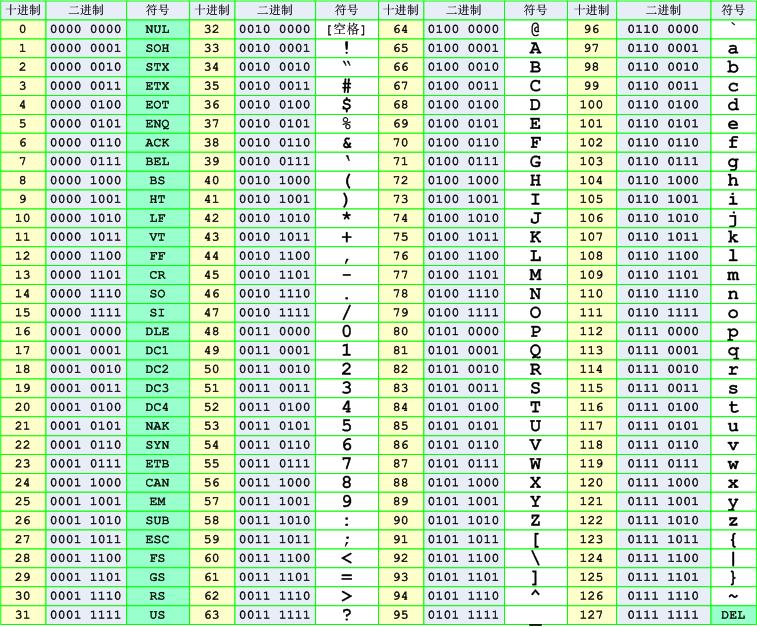 十进制 二进制 符号 十进制 二进制 符号 十进制 二进制 符号 十进制 二进制 符号
0 0000 0000 NUL 32 0010 0000 [空格] 64 0100 0000 @ 96 0110 0000 `
1 0000 0001 SOH 33 0010 0001 ! 65 0100 0001 A 97 0110 0001 a
2 0000 0010 STX 34 0010 0010 " 66 0100 0010 B 98 0110 0010 b
3 0000 0011 ETX 35 0010 0011 # 67 0100 0011 C 99 0110 0011 c
4 0000 0100 EOT 36 0010 0100 $ 68 0100 0100 D 100 0110 0100 d
5 0000 0101 ENQ 37 0010 0101 % 69 0100 0101 E 101 0110 0101 e
6 0000 0110 ACK 38 0010 0110 & 70 0100 0110 F 102 0110 0110 f
7 0000 0111 BEL 39 0010 0111 ‵ 71 0100 0111 G 103 0110 0111 g
8 0000 1000 BS 40 0010 1000 ( 72 0100 1000 H 104 0110 1000 h
9 0000 1001 HT 41 0010 1001 ) 73 0100 1001 I 105 0110 1001 i
10 0000 1010 LF 42 0010 1010 * 74 0100 1010 J 106 0110 1010 j
11 0000 1011 VT 43 0010 1011 + 75 0100 1011 K 107 0110 1011 k
12 0000 1100 FF 44 0010 1100 , 76 0100 1100 L 108 0110 1100 l
13 0000 1101 CR 45 0010 1101 - 77 0100 1101 M 109 0110 1101 m
14 0000 1110 SO 46 0010 1110 . 78 0100 1110 N 110 0110 1110 n
15 0000 1111 SI 47 0010 1111 / 79 0100 1111 O 111 0110 1111 o
16 0001 0000 DLE 48 0011 0000 0 80 0101 0000 P 112 0111 0000 p
17 0001 0001 DC1 49 0011 0001 1 81 0101 0001 Q 113 0111 0001 q
18 0001 0010 DC2 50 0011 0010 2 82 0101 0010 R 114 0111 0010 r
19 0001 0011 DC3 51 0011 0011 3 83 0101 0011 S 115 0111 0011 s
20 0001 0100 DC4 52 0011 0100 4 84 0101 0100 T 116 0111 0100 t
21 0001 0101 NAK 53 0011 0101 5 85 0101 0101 U 117 0111 0101 u
22 0001 0110 SYN 54 0011 0110 6 86 0101 0110 V 118 0111 0110 v
23 0001 0111 ETB 55 0011 0111 7 87 0101 0111 W 119 0111 0111 w
24 0001 1000 CAN 56 0011 1000 8 88 0101 1000 X 120 0111 1000 x
25 0001 1001 EM 57 0011 1001 9 89 0101 1001 Y 121 0111 1001 y
26 0001 1010 SUB 58 0011 1010 : 90 0101 1010 Z 122 0111 1010 z
27 0001 1011 ESC 59 0011 1011 ; 91 0101 1011 [ 123 0111 1011 {
28 0001 1100 FS 60 0011 1100 < 92 0101 1100 \ 124 0111 1100 |
29 0001 1101 GS 61 0011 1101 = 93 0101 1101 ] 125 0111 1101 }
30 0001 1110 RS 62 0011 1110 > 94 0101 1110 ^ 126 0111 1110 ~
31 0001 1111 US 63 0011 1111 ? 95 0101 1111 _ 127 0111 1111 DEL